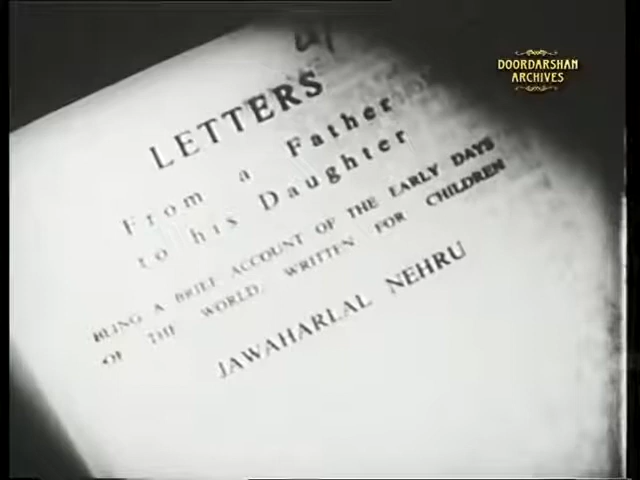 DOORDARSHAN
ARCHIVES
LETTERS
From a Father
to his Daughter
BEING A BRIEF ACCOUNT OF THE EARLY DAYS
OF THE WORLD, WRITTEN FOR CHILDREN
JAWAHARLAL NEHRU